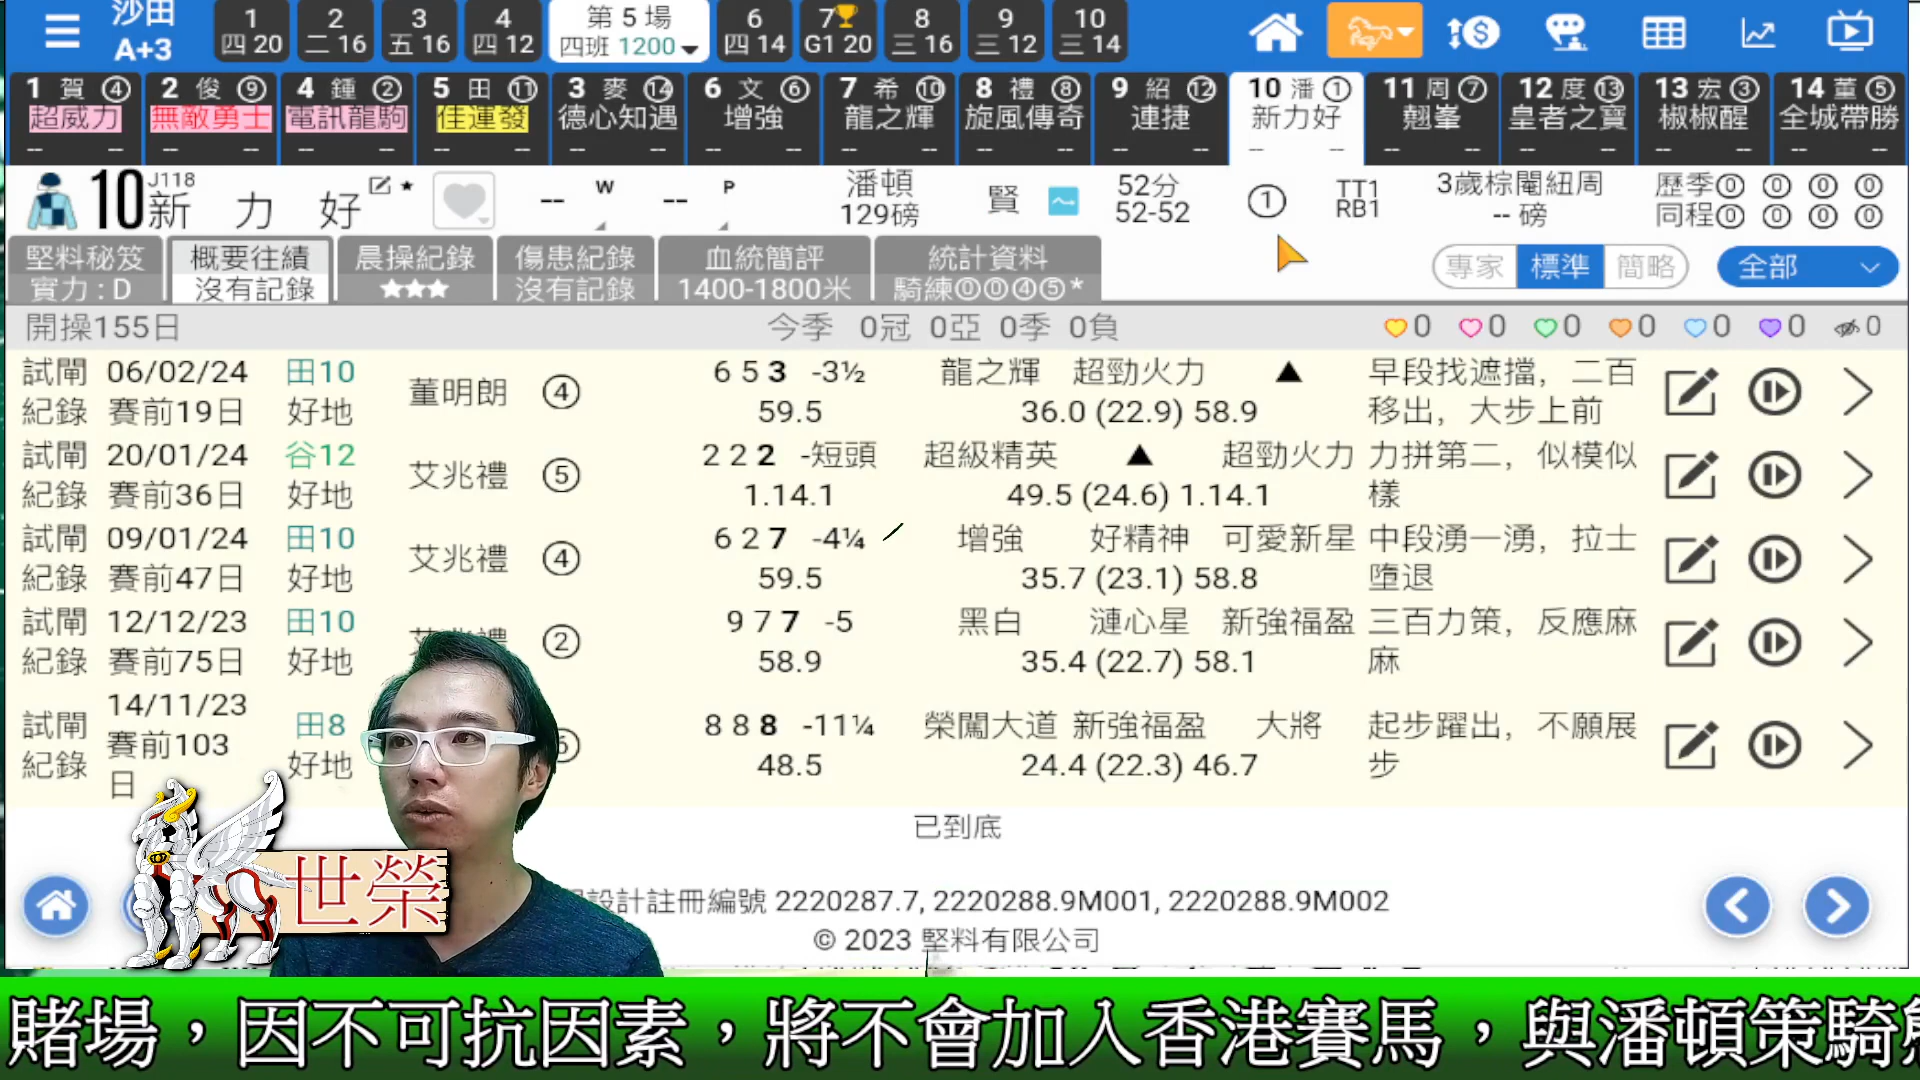 沙田
A+3
1
四 20
2
二 16
3
五 16
4
四 12
第 5 場
四班 1200
6
四 14
7
G1 20
8
三 16
9
三 12
10
三 14
1 賀 ④
超威力
-- --
2 俊 ⑨
無敵勇士
-- --
4 鍾 ②
電訊龍駒
-- --
5 田 ⑪
佳運發
-- --
3 麥 ⑭
德心知遇
-- --
6 文 ⑥
增強
-- --
7 希 ⑩
龍之輝
-- --
8 禮 ⑧
旋風傳奇
-- --
9 紹 ⑫
連捷
-- --
10 潘 ①
新力好
-- --
11 周 ⑦
翹峯
-- --
12 度 ⑬
皇者之寶
-- --
13 宏 ③
椒椒醒
-- --
14 董 ⑤
全城帶勝
-- --
10 J118
新力好
-- W
-- P
潘頓
129磅
賢
52分
52-52
①
TT1
RB1
3歲棕閹紐周
-- 磅
歷季⓪ ⓪ ⓪ ⓪
同程⓪ ⓪ ⓪ ⓪
堅料秘笈
實力 : D
概要往績
沒有記錄
晨操紀錄
★★★
傷患紀錄
沒有記錄
血統簡評
1400-1800米
統計資料
騎練⓪⓪④⑤*
專家 標準 簡略
全部
開操155日 今季 0冠 0亞 0季 0負 0 0 0 0 0 0 0
試閘 06/02/24 田10 董明朗 ④ 6 5 3 -3½ 龍之輝 超勁火力 ▲ 早段找遮擋，二百
紀錄 賽前19日 好地 59.5 36.0 (22.9) 58.9 移出，大步上前
試閘 20/01/24 谷12 艾兆禮 ⑤ 2 2 2 -短頭 超級精英 ▲ 超勁火力 力拼第二，似模似
紀錄 賽前36日 好地 1.14.1 49.5 (24.6) 1.14.1 樣
試閘 09/01/24 田10 艾兆禮 ④ 6 2 7 -4¼ 增強 好精神 可愛新星 中段湧一湧，拉士
紀錄 賽前47日 好地 59.5 35.7 (23.1) 58.8 墮退
試閘 12/12/23 田10 ② 9 7 7 -5 黑白 漣心星 新強福盈 三百力策，反應麻
紀錄 賽前75日 好地 58.9 35.4 (22.7) 58.1 麻
試閘 14/11/23 田8 8 8 8 -11¼ 榮闖大道 新強福盈 大將 起步躍出，不願展
紀錄 賽前103日 好地 48.5 24.4 (22.3) 46.7 步
已到底
設計註冊編號 2220287.7, 2220288.9M001, 2220288.9M002
© 2023 堅料有限公司
世榮
賭場，因不可抗因素，將不會加入香港賽馬，與潘頓策騎